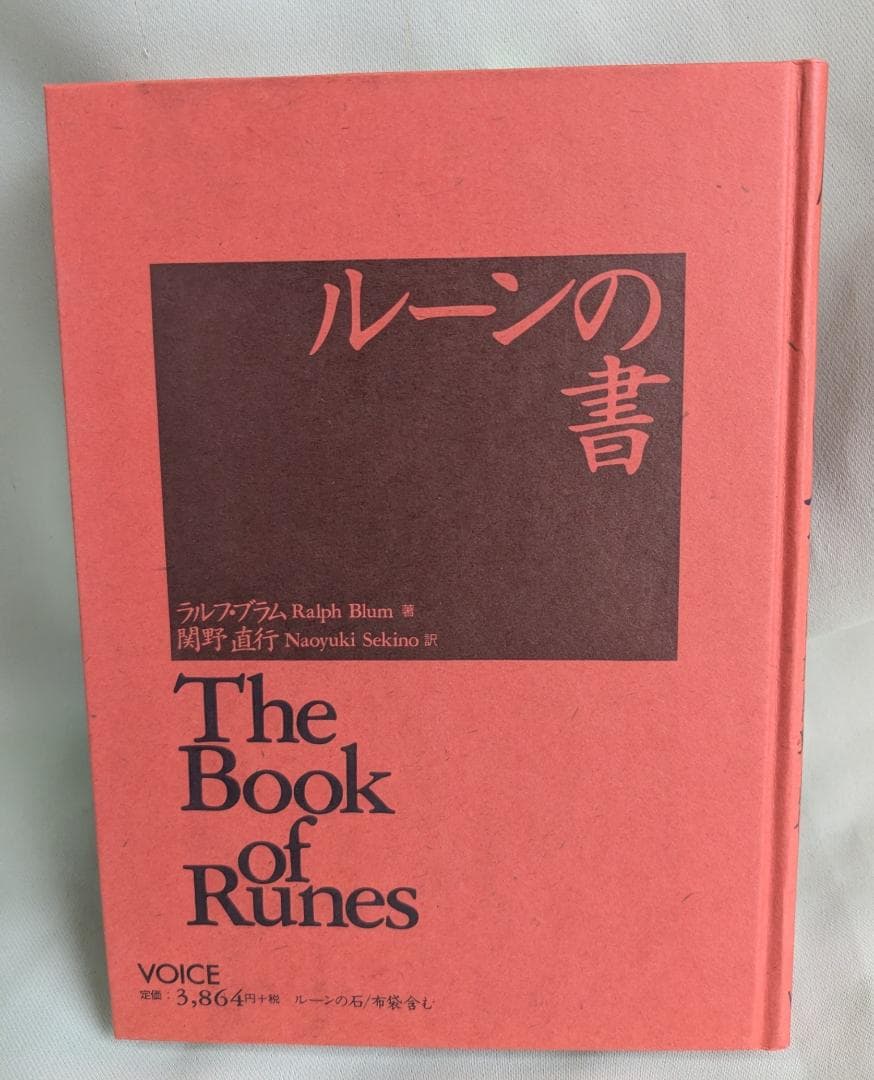 ルーンの
書
ラルフ・ブラム Ralph Blum 著
関野 直行 Naoyuki Sekino 訳
The
Book
of
Runes
VOICE
定価：3,864円+税 ルーンの石/布袋含む